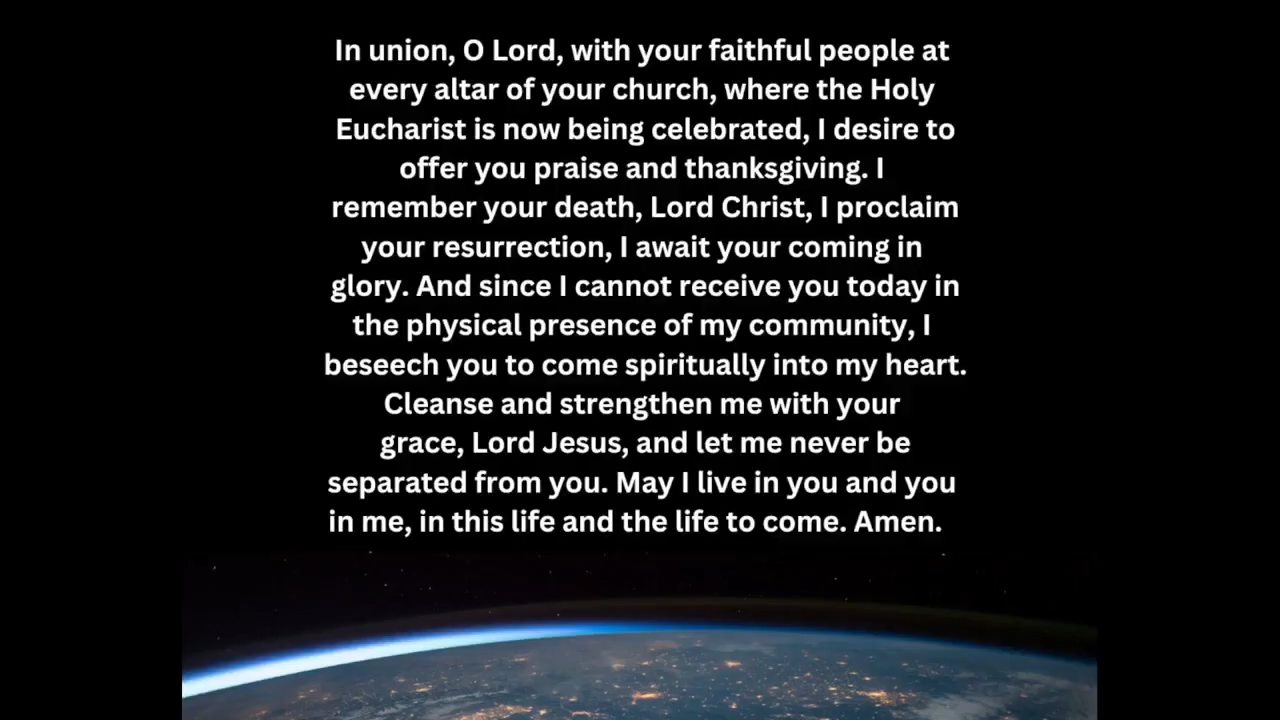 In union, O Lord, with your faithful people at
every altar of your church, where the Holy
Eucharist is now being celebrated, I desire to
offer you praise and thanksgiving. I
remember your death, Lord Christ, I proclaim
your resurrection, I await your coming in
glory. And since I cannot receive you today in
the physical presence of my community, I
beseech you to come spiritually into my heart.
Cleanse and strengthen me with your
grace, Lord Jesus, and let me never be
separated from you. May I live in you and you
in me, in this life and the life to come. Amen.